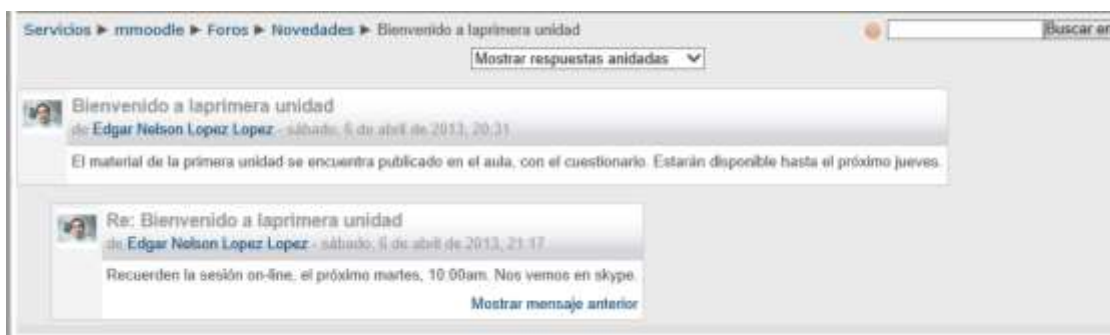 Servicios ► mmoodle ► Foros ► Novedades ► Bienvenido a laprimera unidad
Buscar en
Mostrar respuestas anidadas
Bienvenido a laprimera unidad
de Edgar Nelson Lopez Lopez - sábado, 6 de abril de 2013, 20:31
El material de la primera unidad se encuentra publicado en el aula, con el cuestionario. Estarán disponible hasta el próximo jueves.
Re: Bienvenido a laprimera unidad
de Edgar Nelson Lopez Lopez - sábado, 6 de abril de 2013, 21:17
Recuerden la sesión on-line, el próximo martes, 10:00am. Nos vemos en skype.
Mostrar mensaje anterior